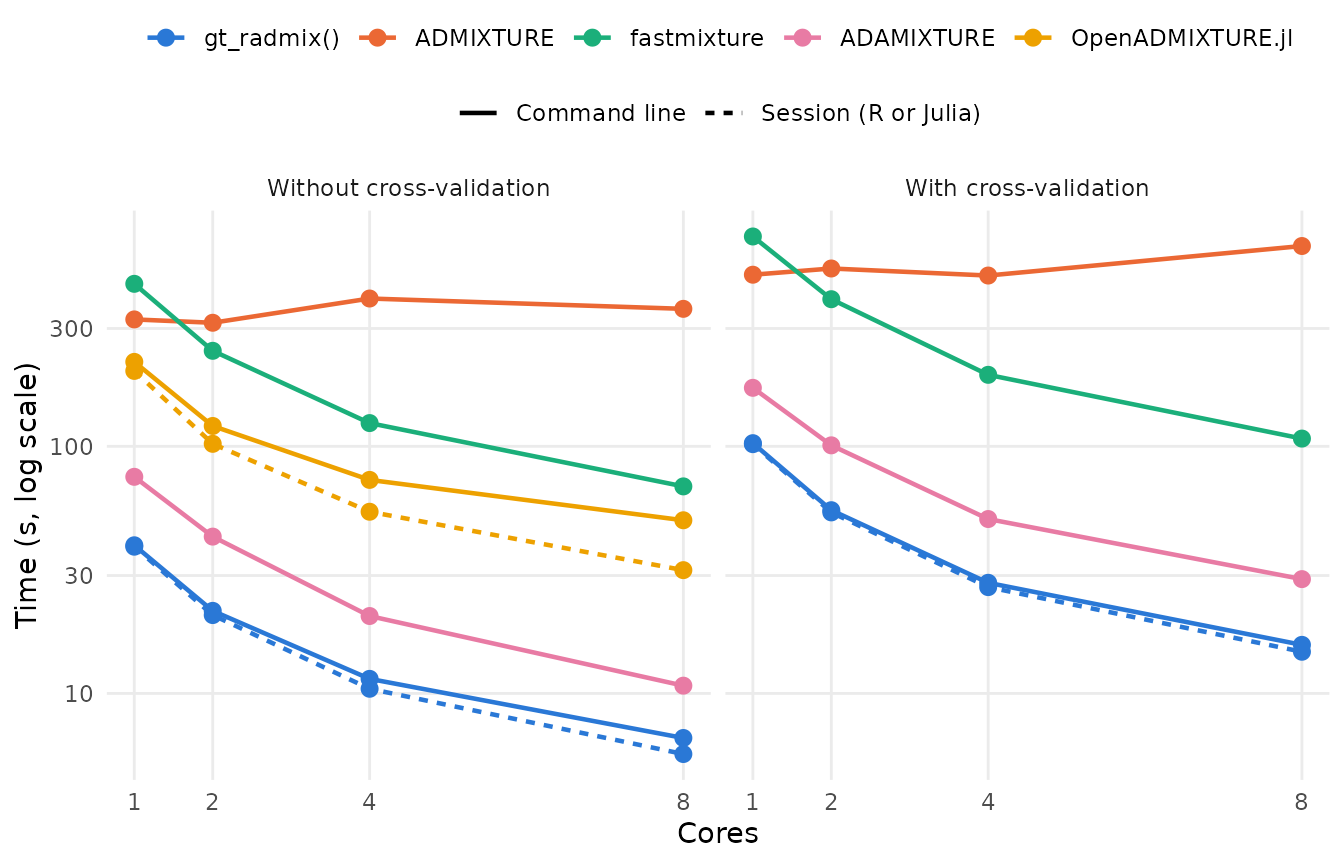 gt_radmix() ADMIXTURE fastmixture ADAMIXTURE OpenADMIXTURE.jl
Command line Session (R or Julia)
Without cross-validation With cross-validation
Time (s, log scale)
300
100
30
10
1 2 4 8 1 2 4 8
Cores